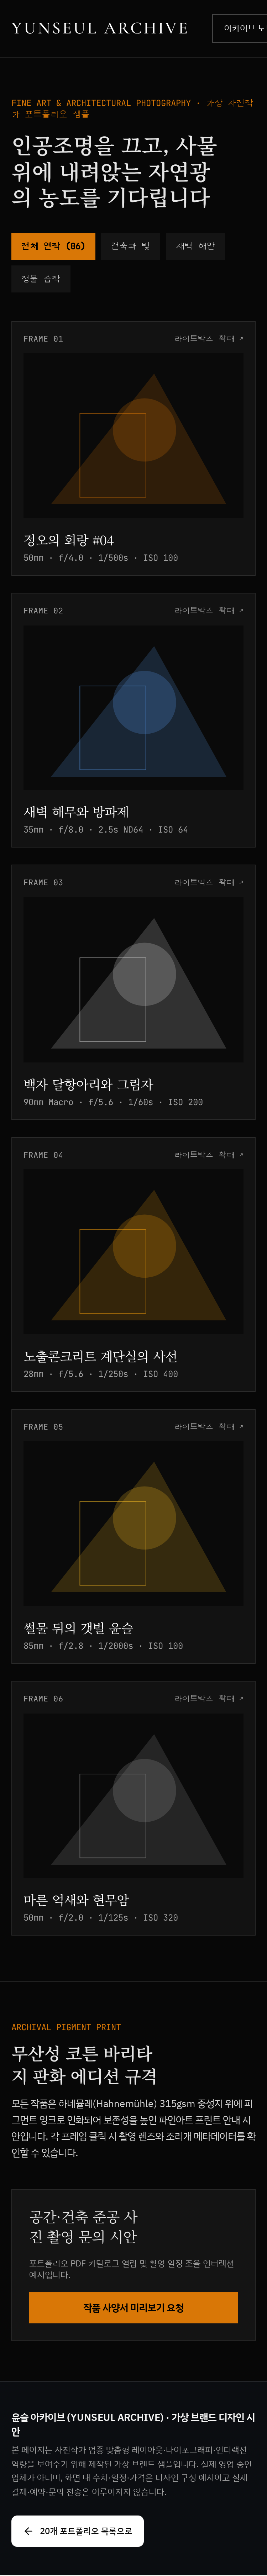 YUNSEUL ARCHIVE
아카이브 노
FINE ART & ARCHITECTURAL PHOTOGRAPHY · 가상 사진작
가 포트폴리오 샘플
인공조명을 끄고, 사물
위에 내려앉는 자연광
의 농도를 기다립니다
전체 연작 (06)
건축과 빛
새벽 해안
정물 습작
FRAME 01
라이트박스 확대 ↗
정오의 회랑 #04
50mm · f/4.0 · 1/500s · ISO 100
FRAME 02
라이트박스 확대 ↗
새벽 해무와 방파제
35mm · f/8.0 · 2.5s ND64 · ISO 64
FRAME 03
라이트박스 확대 ↗
백자 달항아리와 그림자
90mm Macro · f/5.6 · 1/60s · ISO 200
FRAME 04
라이트박스 확대 ↗
노출콘크리트 계단실의 사선
28mm · f/5.6 · 1/250s · ISO 400
FRAME 05
라이트박스 확대 ↗
썰물 뒤의 갯벌 윤슬
85mm · f/2.8 · 1/2000s · ISO 100
FRAME 06
라이트박스 확대 ↗
마른 억새와 현무암
50mm · f/2.0 · 1/125s · ISO 320
ARCHIVAL PIGMENT PRINT
무산성 코튼 바리타
지 판화 에디션 규격
모든 작품은 하네뮬레(Hahnemühle) 315gsm 중성지 위에 피
그먼트 잉크로 인화되어 보존성을 높인 파인아트 프린트 안내 시
안입니다. 각 프레임 클릭 시 촬영 렌즈와 조리개 메타데이터를 확
인할 수 있습니다.
공간·건축 준공 사
진 촬영 문의 시안
포트폴리오 PDF 카탈로그 열람 및 촬영 일정 조율 인터랙션
예시입니다.
작품 사양서 미리보기 요청
윤슬 아카이브 (YUNSEUL ARCHIVE) · 가상 브랜드 디자인 시
안
본 페이지는 사진작가 업종 맞춤형 레이아웃·타이포그래피·인터랙션
역량을 보여주기 위해 제작된 가상 브랜드 샘플입니다. 실제 영업 중인
업체가 아니며, 화면 내 수치·일정·가격은 디자인 구성 예시이고 실제
결제·예약·문의 전송은 이루어지지 않습니다.
← 20개 포트폴리오 목록으로